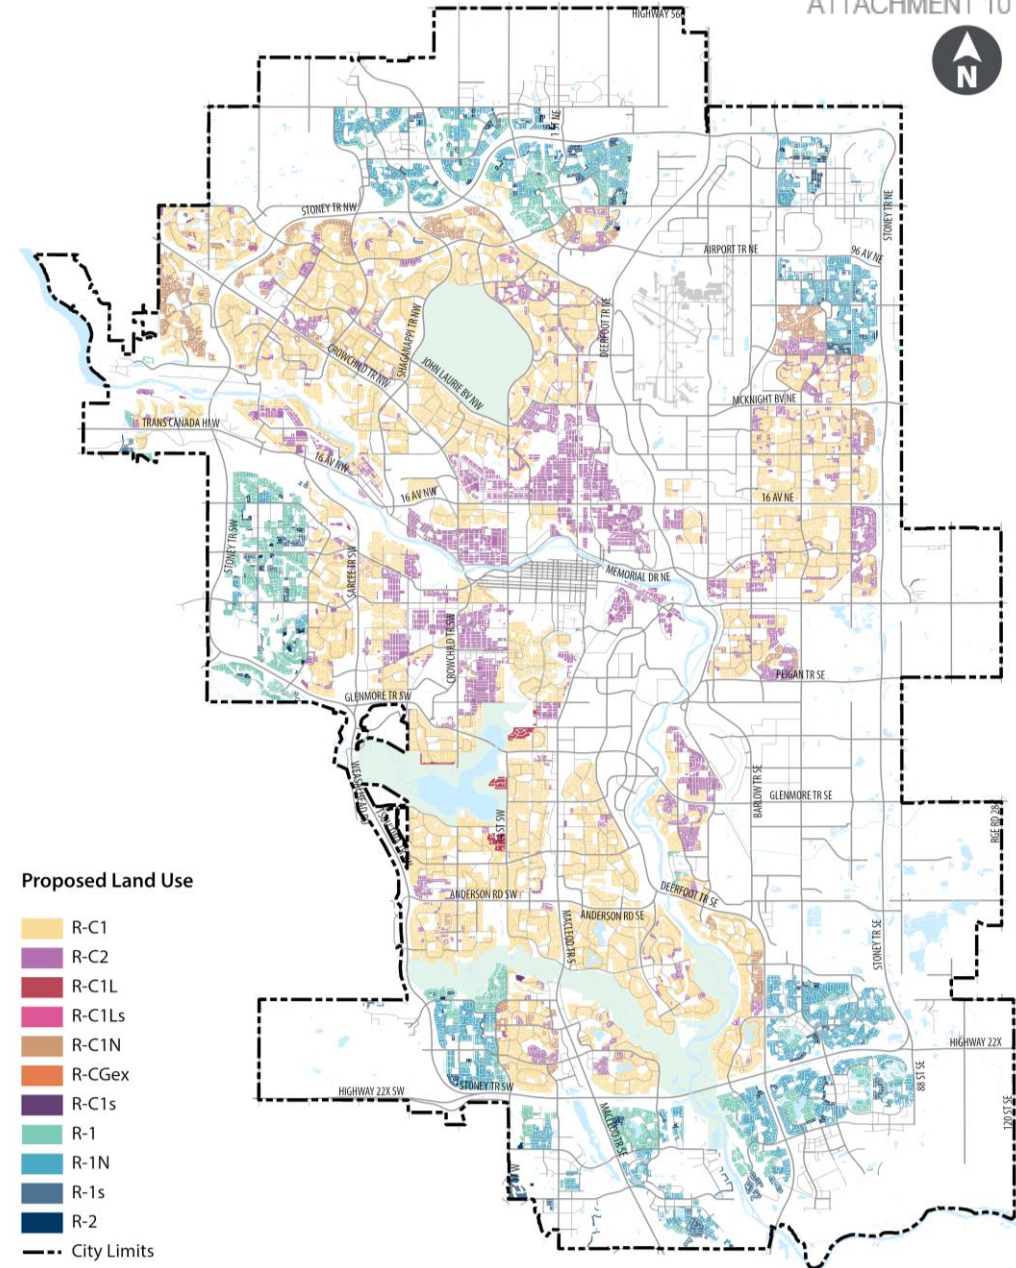 ATTACHMENT 10
N
HIGHWAY 566
1 ST NE
STONEY TR NW
STONEY TR NE
AIRPORT TR NE
96 AV NE
DEERFOOT TR NE
SHAGANAPPI TR NW
CROWCHILD TR NW
JOHN LAURIE BV NW
MCKNIGHT BV NE
TRANS CANADA HI W
16 AV NW
16 AV NW
16 AV NE
STONEY TR SW
SARCEE TR SW
MEMORIAL DR NE
CROWCHILD TR SW
PEIGAN TR SE
GLENMORE TR SW
BARLOW TR SE
GLENMORE TR SE
RGE RD 284
ANDERSON RD SW
DEERFOOT TR SE
MACLEOD TR S
ANDERSON RD SE
STONEY TR SE
HIGHWAY 22X
88 ST SE
HIGHWAY 22X SW
STONEY TR SW
MACLEOD TR SE
120 ST SE
Proposed Land Use
R-C1
R-C2
R-C1L
R-C1Ls
R-C1N
R-CGex
R-C1s
R-1
R-1N
R-1s
R-2
City Limits